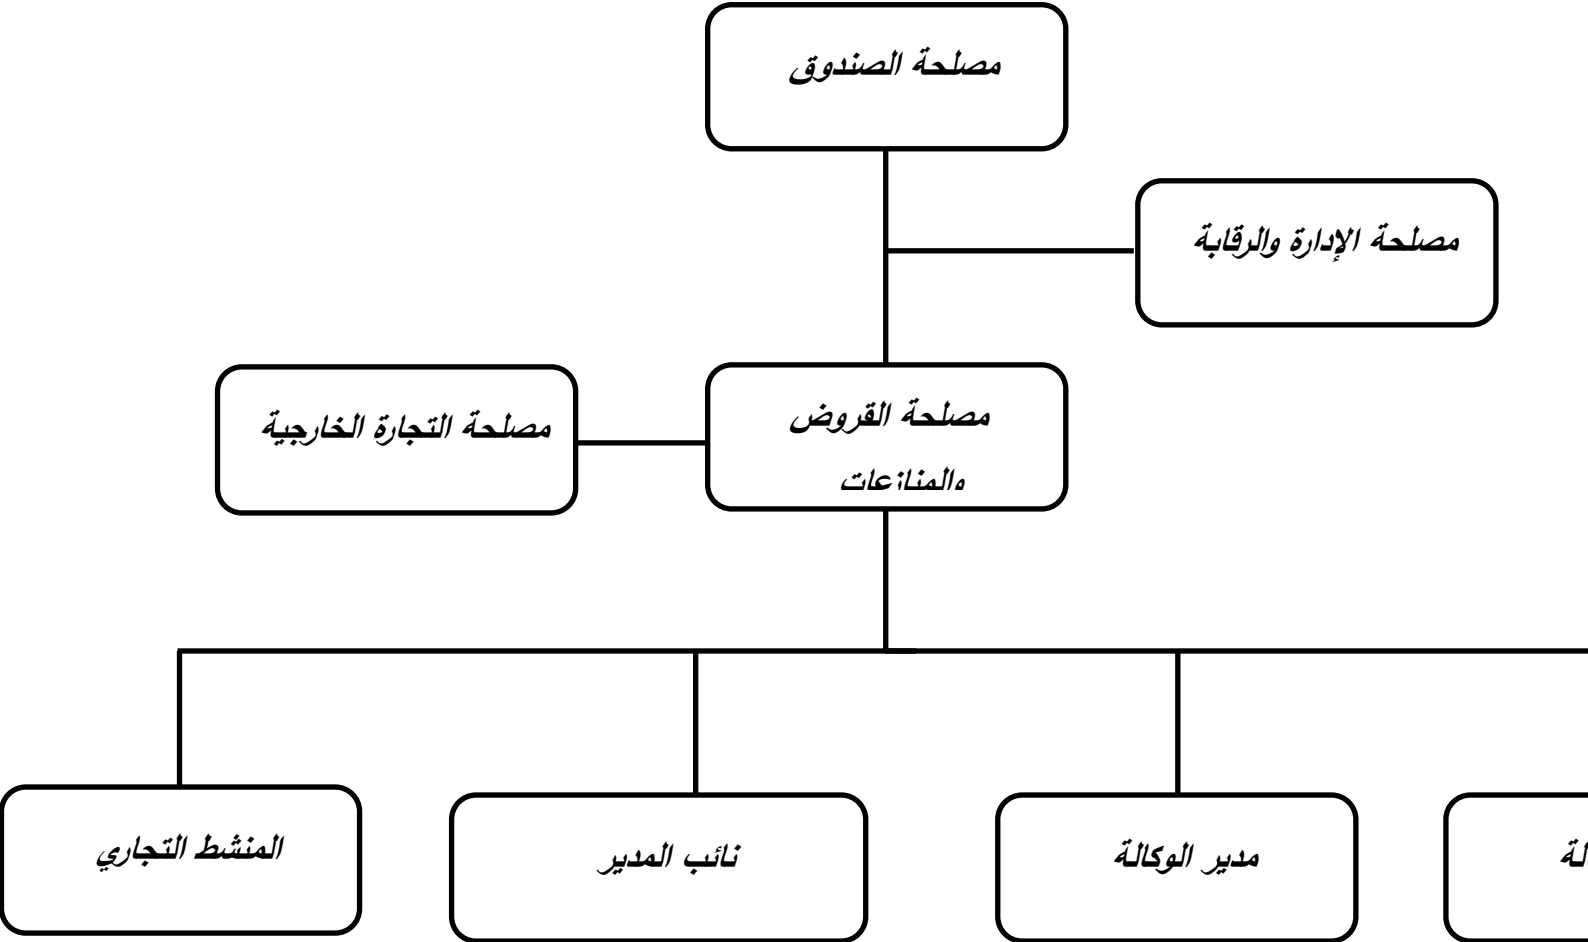 مصلحة الصندوق
مصلحة الإدارة والرقابة
مصلحة القروض
والمنازعات
مصلحة التجارة الخارجية
مدير الوكالة
نائب المدير
المنشط التجاري